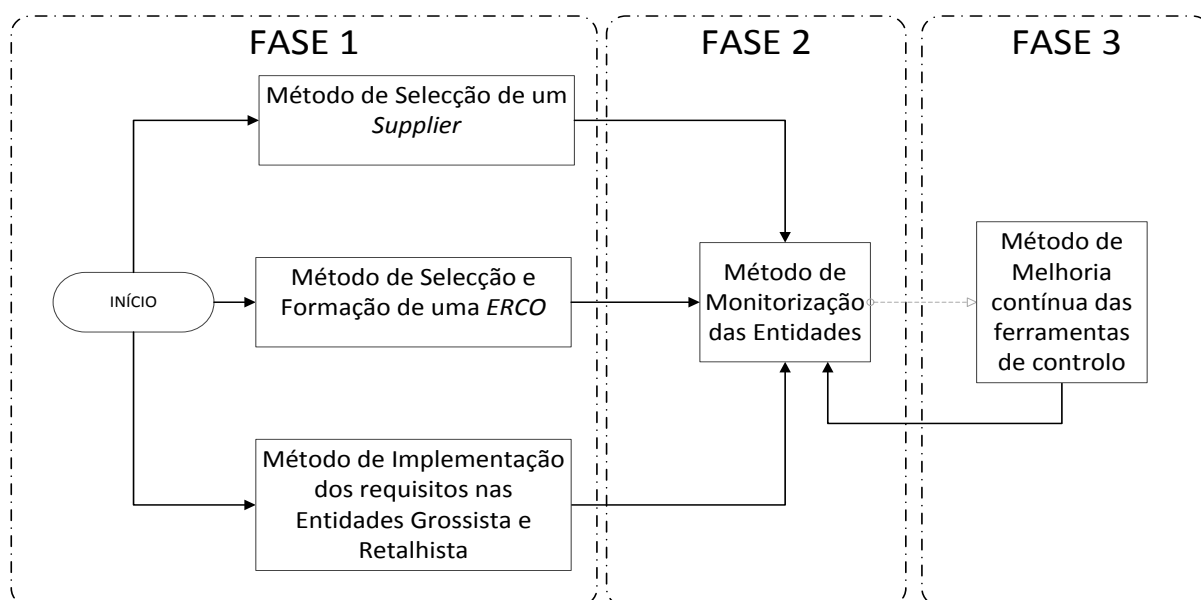 FASE 1
FASE 2
FASE 3
Método de Selecção de um
Supplier
INÍCIO
Método de Selecção e
Formação de uma ERCO
Método de Implementação
dos requisitos nas
Entidades Grossista e
Retalhista
Método de
Monitorização
das Entidades
Método de
Melhoria
contínua das
ferramentas
de controlo